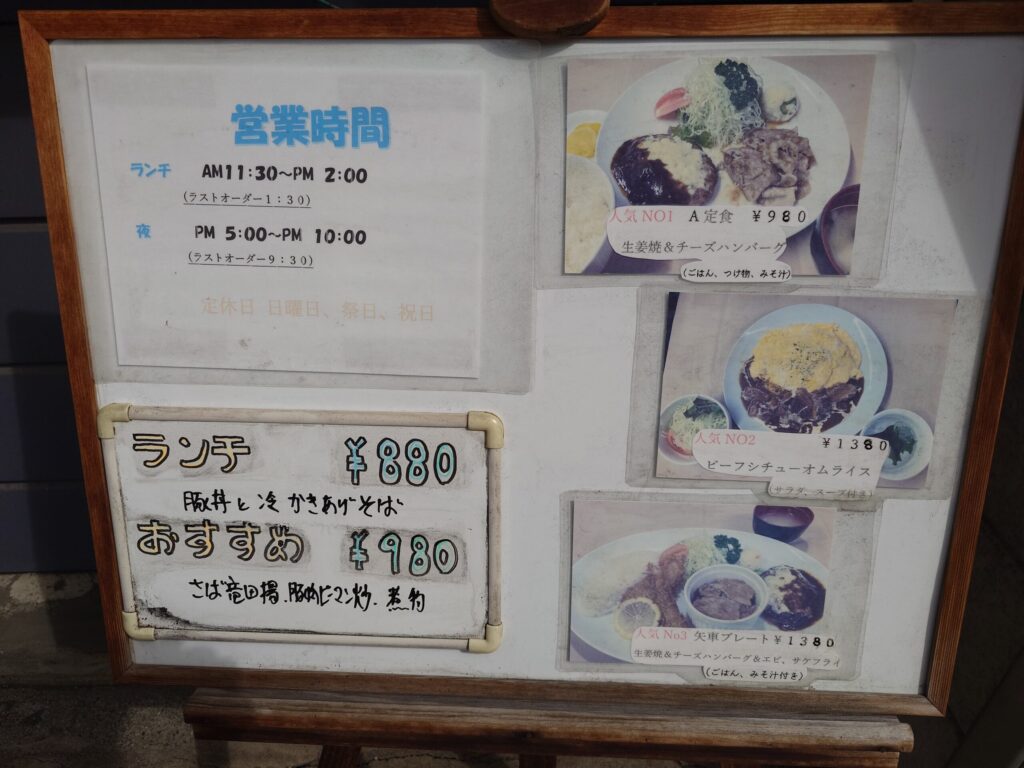 営業時間
ランチ AM11:30～PM 2:00
(ラストオーダー1：30)
夜 PM 5:00～PM 10:00
(ラストオーダー9：30)
定休日 日曜日、祭日、祝日
ランチ ¥880
豚丼と冷かきあげそば
おすすめ ¥980
さば竜田揚、豚肉ピーマン炒、煮物
人気NO1 A定食 ¥980
生姜焼＆チーズハンバーグ
(ごはん、つけ物、みそ汁)
人気NO2 ¥1380
ビーフシチューオムライス
(サラダ、スープ付き)
人気No3 矢車プレート¥1380
生姜焼＆チーズハンバーグ＆エビ、サケフライ
(ごはん、みそ汁付き)